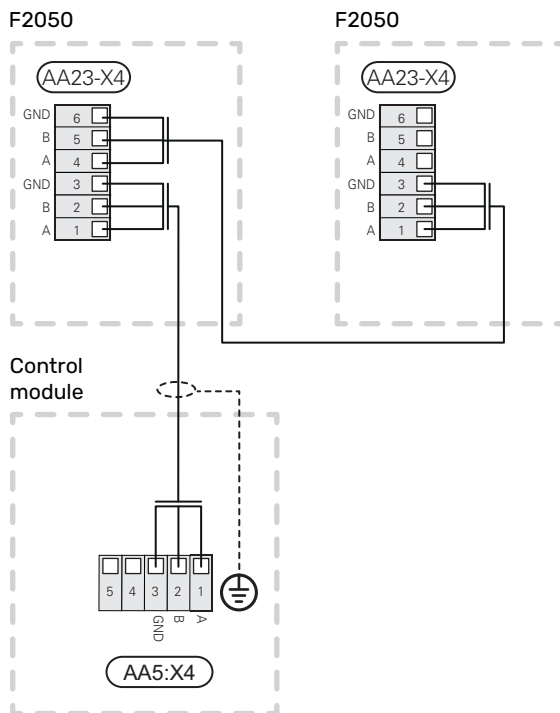 F2050
AA23-X4
GND 6
B 5
A 4
GND 3
B 2
A 1
F2050
AA23-X4
GND 6
B 5
A 4
GND 3
B 2
A 1
Control
module
5 4 3 2 1
GND B A
AA5:X4